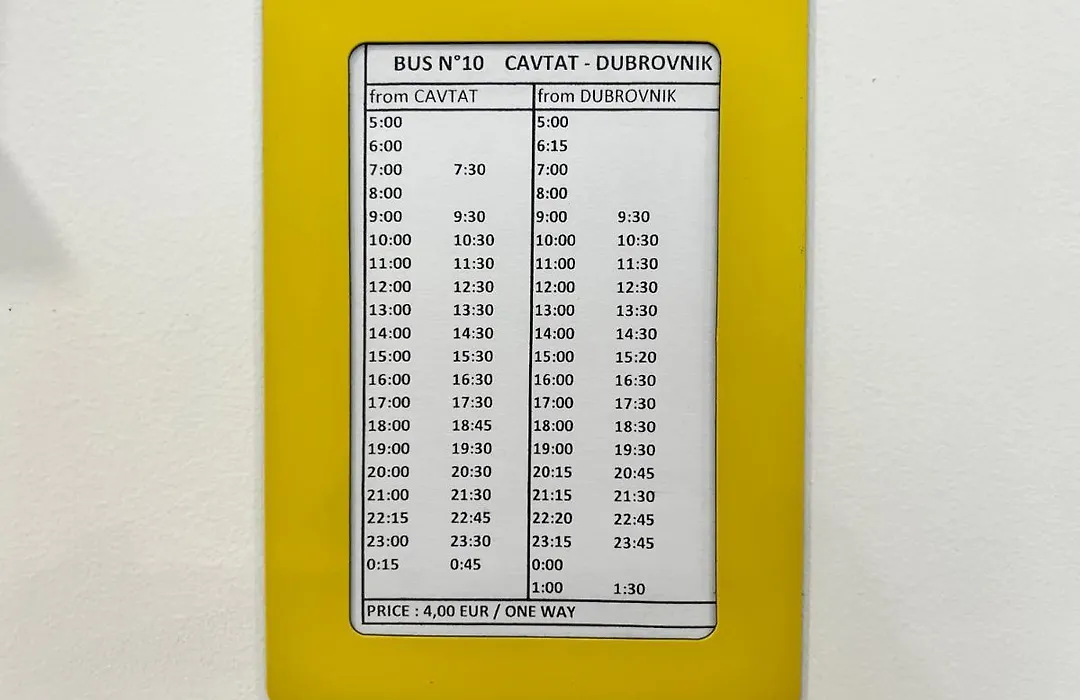 BUS N°10 CAVTAT - DUBROVNIK
from CAVTAT from DUBROVNIK
5:00 5:00
6:00 6:15
7:00 7:30 7:00
8:00 8:00
9:00 9:30 9:00 9:30
10:00 10:30 10:00 10:30
11:00 11:30 11:00 11:30
12:00 12:30 12:00 12:30
13:00 13:30 13:00 13:30
14:00 14:30 14:00 14:30
15:00 15:30 15:00 15:20
16:00 16:30 16:00 16:30
17:00 17:30 17:00 17:30
18:00 18:45 18:00 18:30
19:00 19:30 19:00 19:30
20:00 20:30 20:15 20:45
21:00 21:30 21:15 21:30
22:15 22:45 22:20 22:45
23:00 23:30 23:15 23:45
0:15 0:45 0:00
1:00 1:30
PRICE : 4,00 EUR / ONE WAY